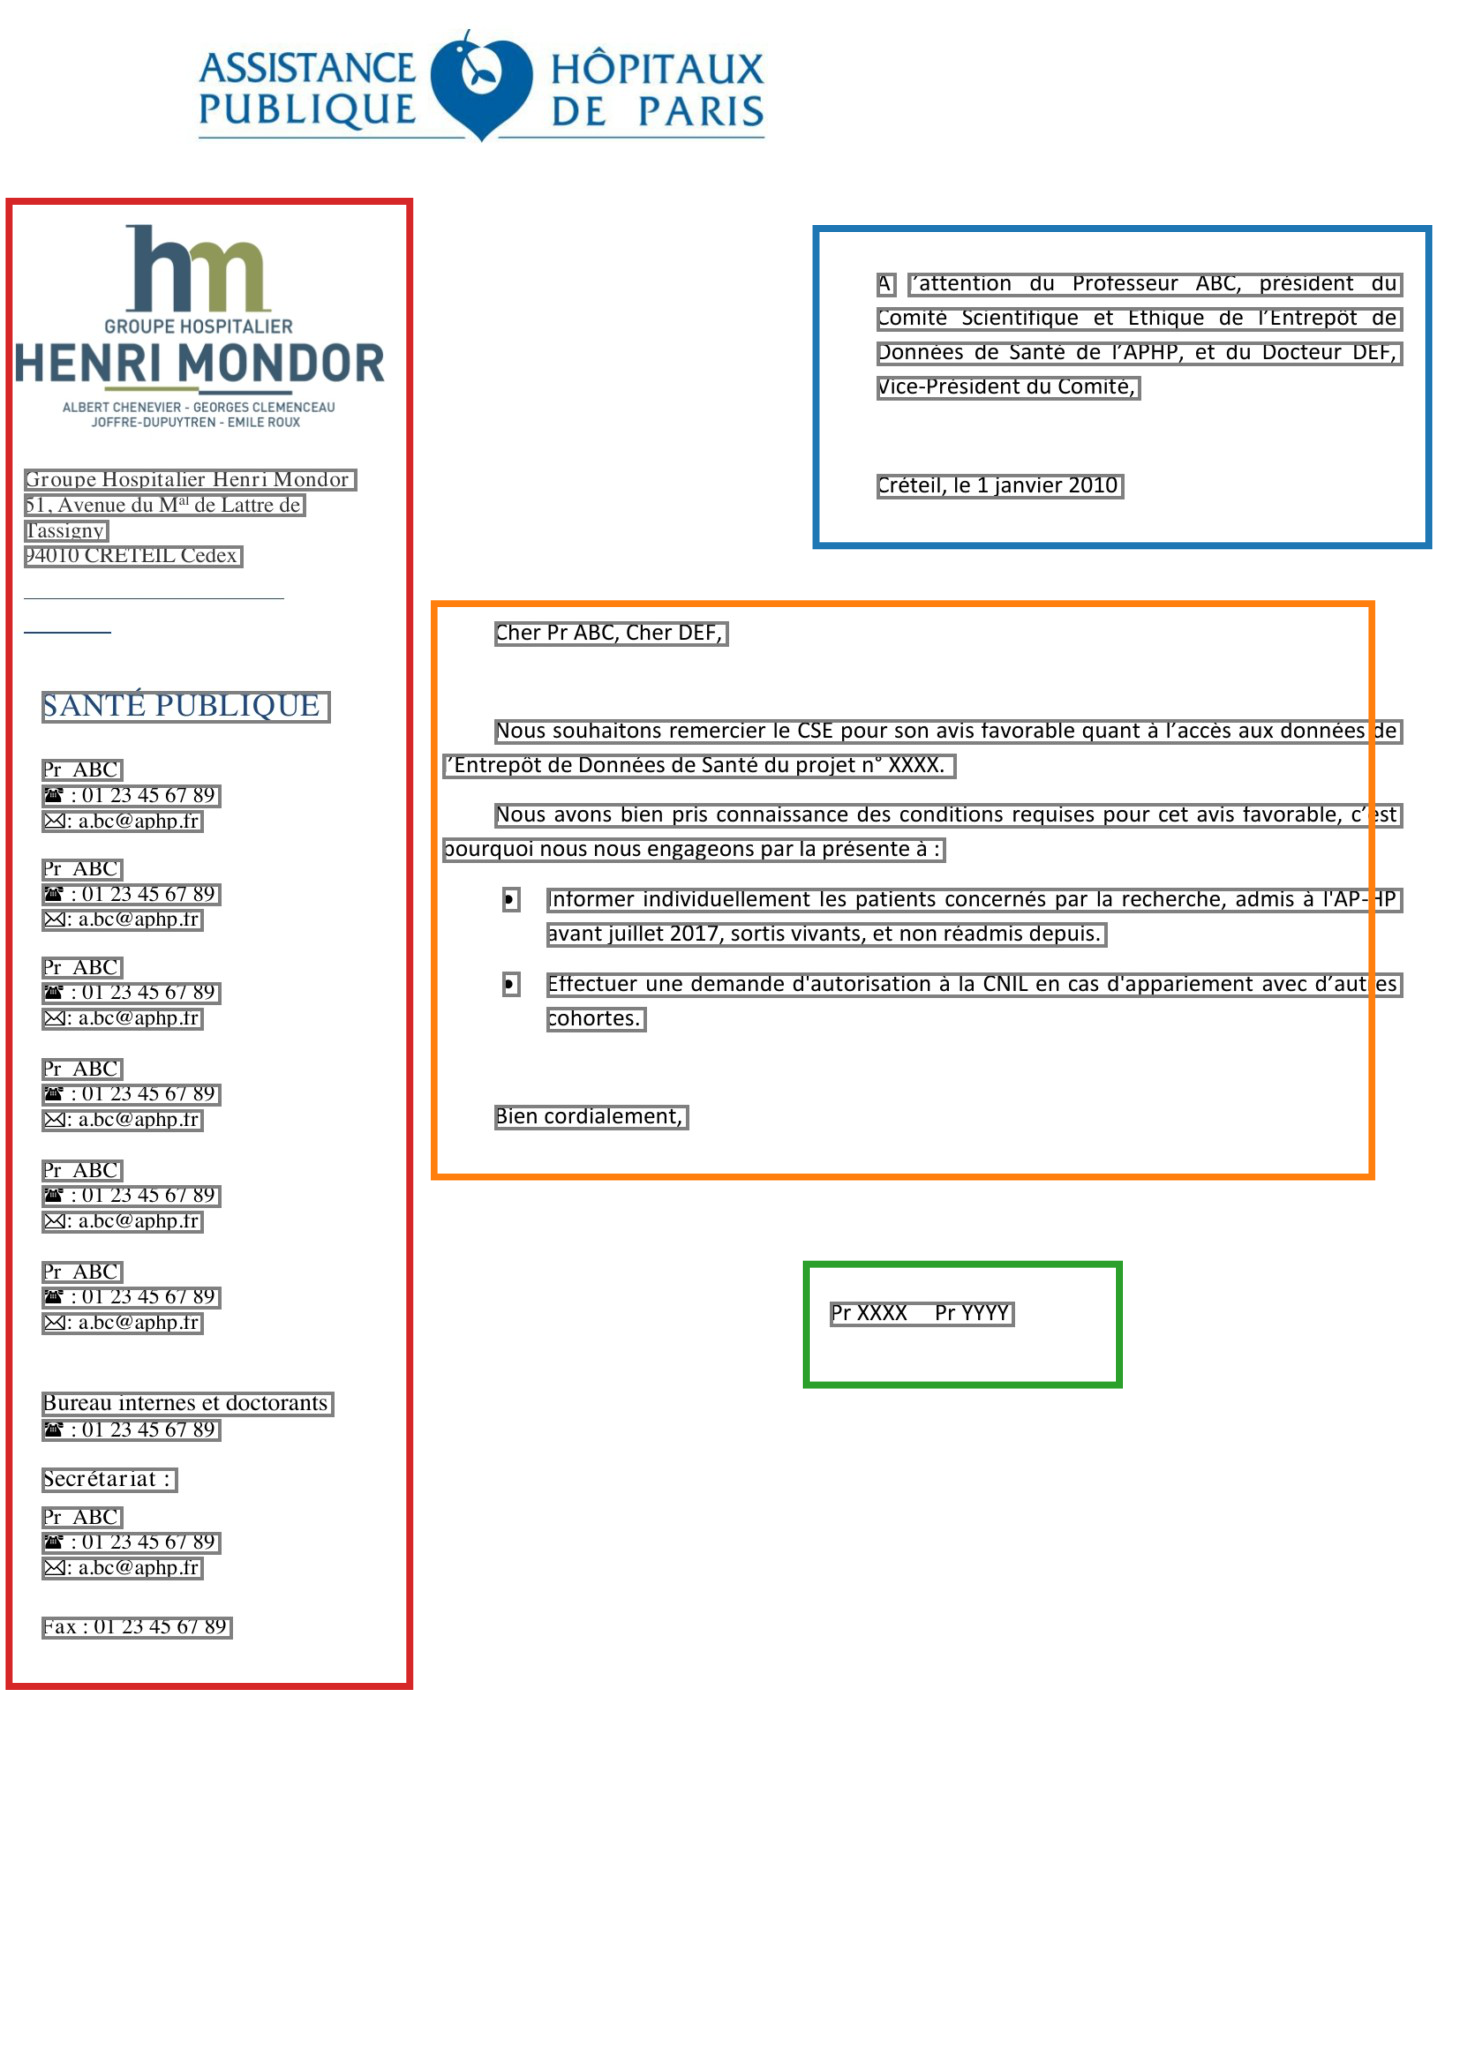 ASSISTANCE PUBLIQUE HÔPITAUX DE PARIS
hm
GROUPE HOSPITALIER
HENRI MONDOR
ALBERT CHENEVIER - GEORGES CLEMENCEAU
JOFFRE-DUPUYTREN - EMILE ROUX
Groupe Hospitalier Henri Mondor
51, Avenue du Mal de Lattre de
Tassigny
94010 CRETEIL Cedex
SANTÉ PUBLIQUE
Pr ABC
☎ : 01 23 45 67 89
✉: a.bc@aphp.fr
Pr ABC
☎ : 01 23 45 67 89
✉: a.bc@aphp.fr
Pr ABC
☎ : 01 23 45 67 89
✉: a.bc@aphp.fr
Pr ABC
☎ : 01 23 45 67 89
✉: a.bc@aphp.fr
Pr ABC
☎ : 01 23 45 67 89
✉: a.bc@aphp.fr
Pr ABC
☎ : 01 23 45 67 89
✉: a.bc@aphp.fr
Bureau internes et doctorants
☎ : 01 23 45 67 89
Secrétariat :
Pr ABC
☎ : 01 23 45 67 89
✉: a.bc@aphp.fr
Fax : 01 23 45 67 89
A l'attention du Professeur ABC, président du
Comité Scientifique et Ethique de l'Entrepôt de
Données de Santé de l'APHP, et du Docteur DEF,
Vice-Président du Comité,
Créteil, le 1 janvier 2010
Cher Pr ABC, Cher DEF,
Nous souhaitons remercier le CSE pour son avis favorable quant à l'accès aux données de
l'Entrepôt de Données de Santé du projet n° XXXX.
Nous avons bien pris connaissance des conditions requises pour cet avis favorable, c'est
pourquoi nous nous engageons par la présente à :
• Informer individuellement les patients concernés par la recherche, admis à l'AP-HP
avant juillet 2017, sortis vivants, et non réadmis depuis.
• Effectuer une demande d'autorisation à la CNIL en cas d'appariement avec d'autres
cohortes.
Bien cordialement,
Pr XXXX Pr YYYY